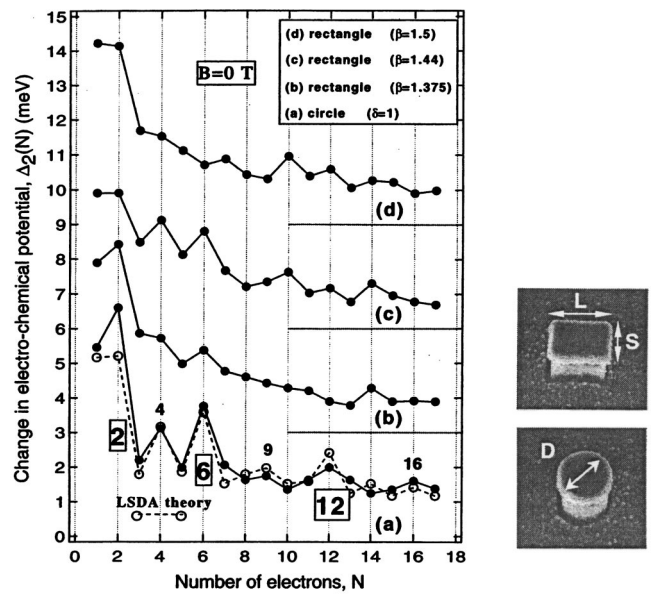 Change in electro-chemical potential, Δ₂(N) (meV)
15
14
13
12
11
10
9
8
7
6
5
4
3
2
1
0
B=0 T
(d) rectangle (β=1.5)
(c) rectangle (β=1.44)
(b) rectangle (β=1.375)
(a) circle (δ=1)
(d)
(c)
(b)
(a)
2
4
6
9
12
16
LSDA theory
0 2 4 6 8 10 12 14 16 18
Number of electrons, N
L
S
D